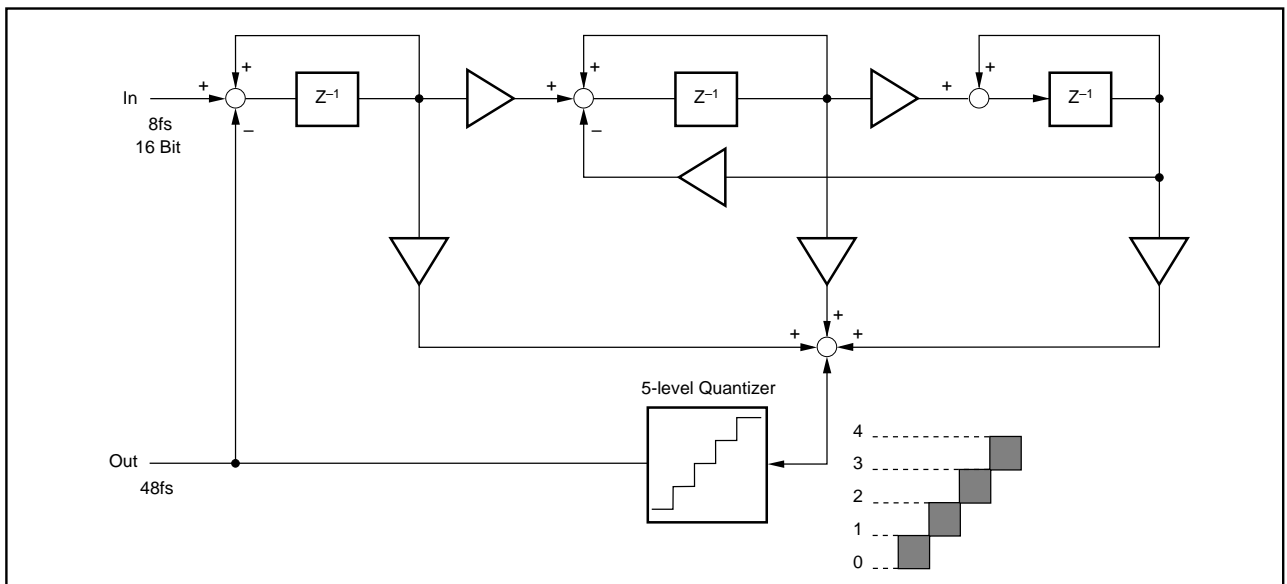 +
+
+
+
In
+
Z–1
+
Z–1
+
Z–1
–
–
8fs
16 Bit
+
+
+
5-level Quantizer
4
3
2
1
0
Out
48fs